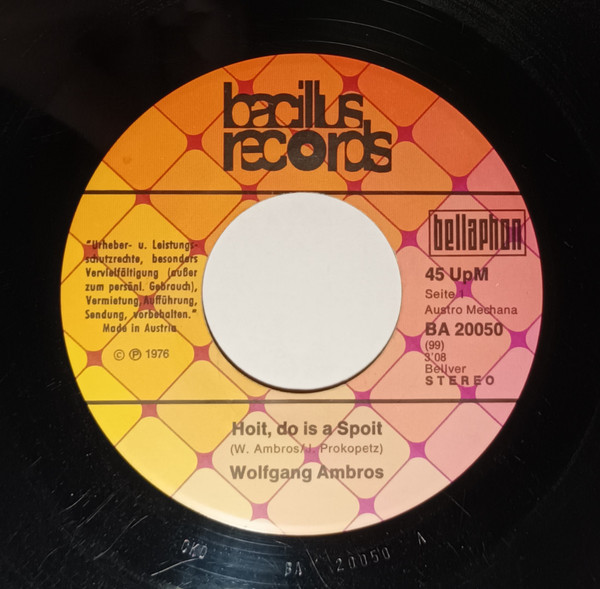 bacillus
records
bellaphon
"Urheber- u. Leistungs-
schutzrechte, besonders
Vervielfältigung (außer
zum persönl. Gebrauch),
Vermietung, Aufführung,
Sendung, vorbehalten."
Made in Austria
© ℗ 1976
45 UpM
Seite 1
Austro Mechana
BA 20050
(99)
3'08
Bellver
STEREO
Hoit, do is a Spoit
(W. Ambros/J. Prokopetz)
Wolfgang Ambros
CKO BA 20050 A